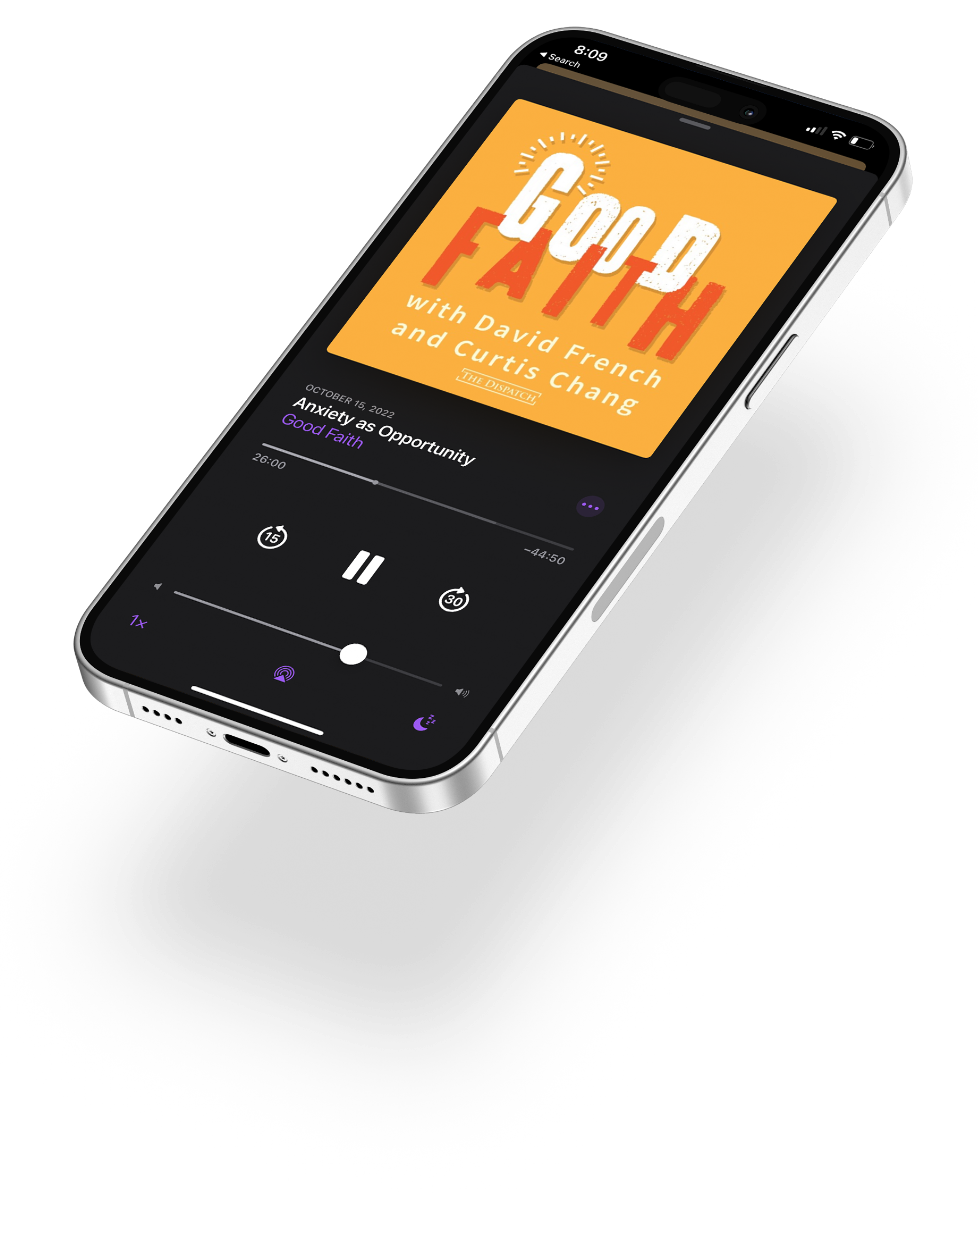 8:09
Search
GOOD
FAITH
with David French
and Curtis Chang
THE DISPATCH
OCTOBER 15, 2022
Anxiety as Opportunity
Good Faith
26:00
-44:50
15
30
1x